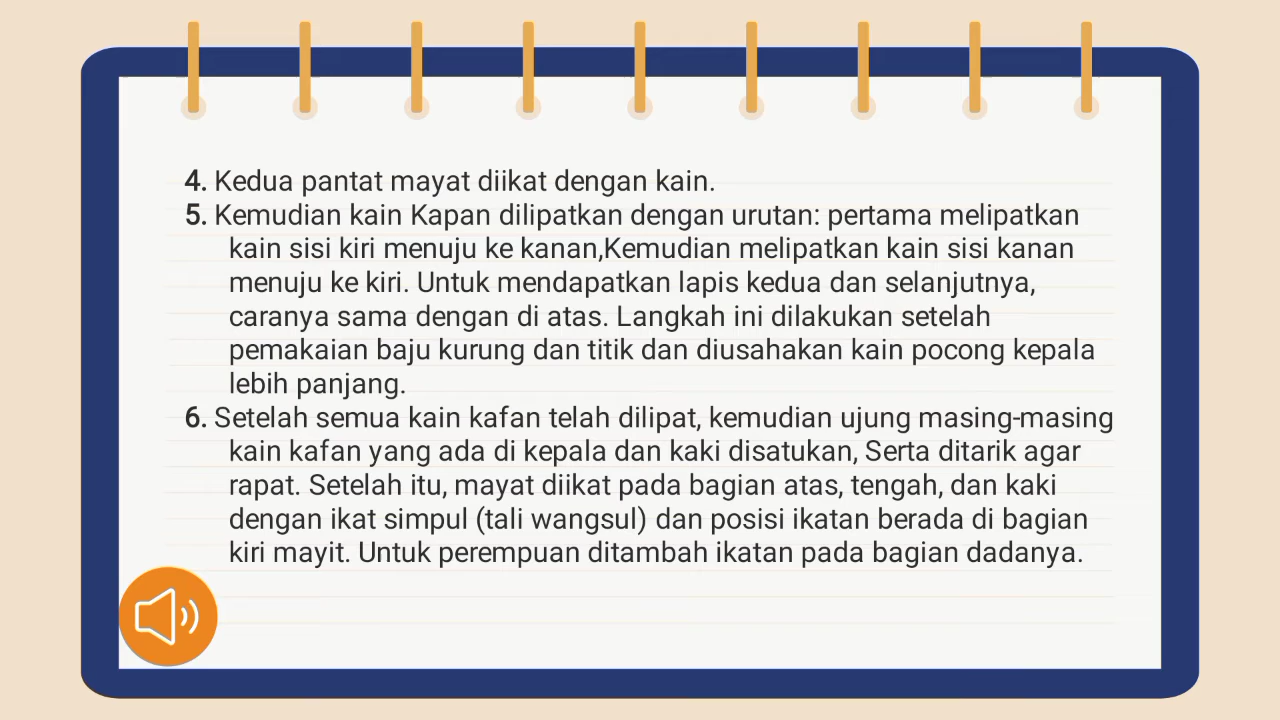 4. Kedua pantat mayat diikat dengan kain.
5. Kemudian kain Kapan dilipatkan dengan urutan: pertama melipatkan
kain sisi kiri menuju ke kanan,Kemudian melipatkan kain sisi kanan
menuju ke kiri. Untuk mendapatkan lapis kedua dan selanjutnya,
caranya sama dengan di atas. Langkah ini dilakukan setelah
pemakaian baju kurung dan titik dan diusahakan kain pocong kepala
lebih panjang.
6. Setelah semua kain kafan telah dilipat, kemudian ujung masing-masing
kain kafan yang ada di kepala dan kaki disatukan, Serta ditarik agar
rapat. Setelah itu, mayat diikat pada bagian atas, tengah, dan kaki
dengan ikat simpul (tali wangsul) dan posisi ikatan berada di bagian
kiri mayit. Untuk perempuan ditambah ikatan pada bagian dadanya.